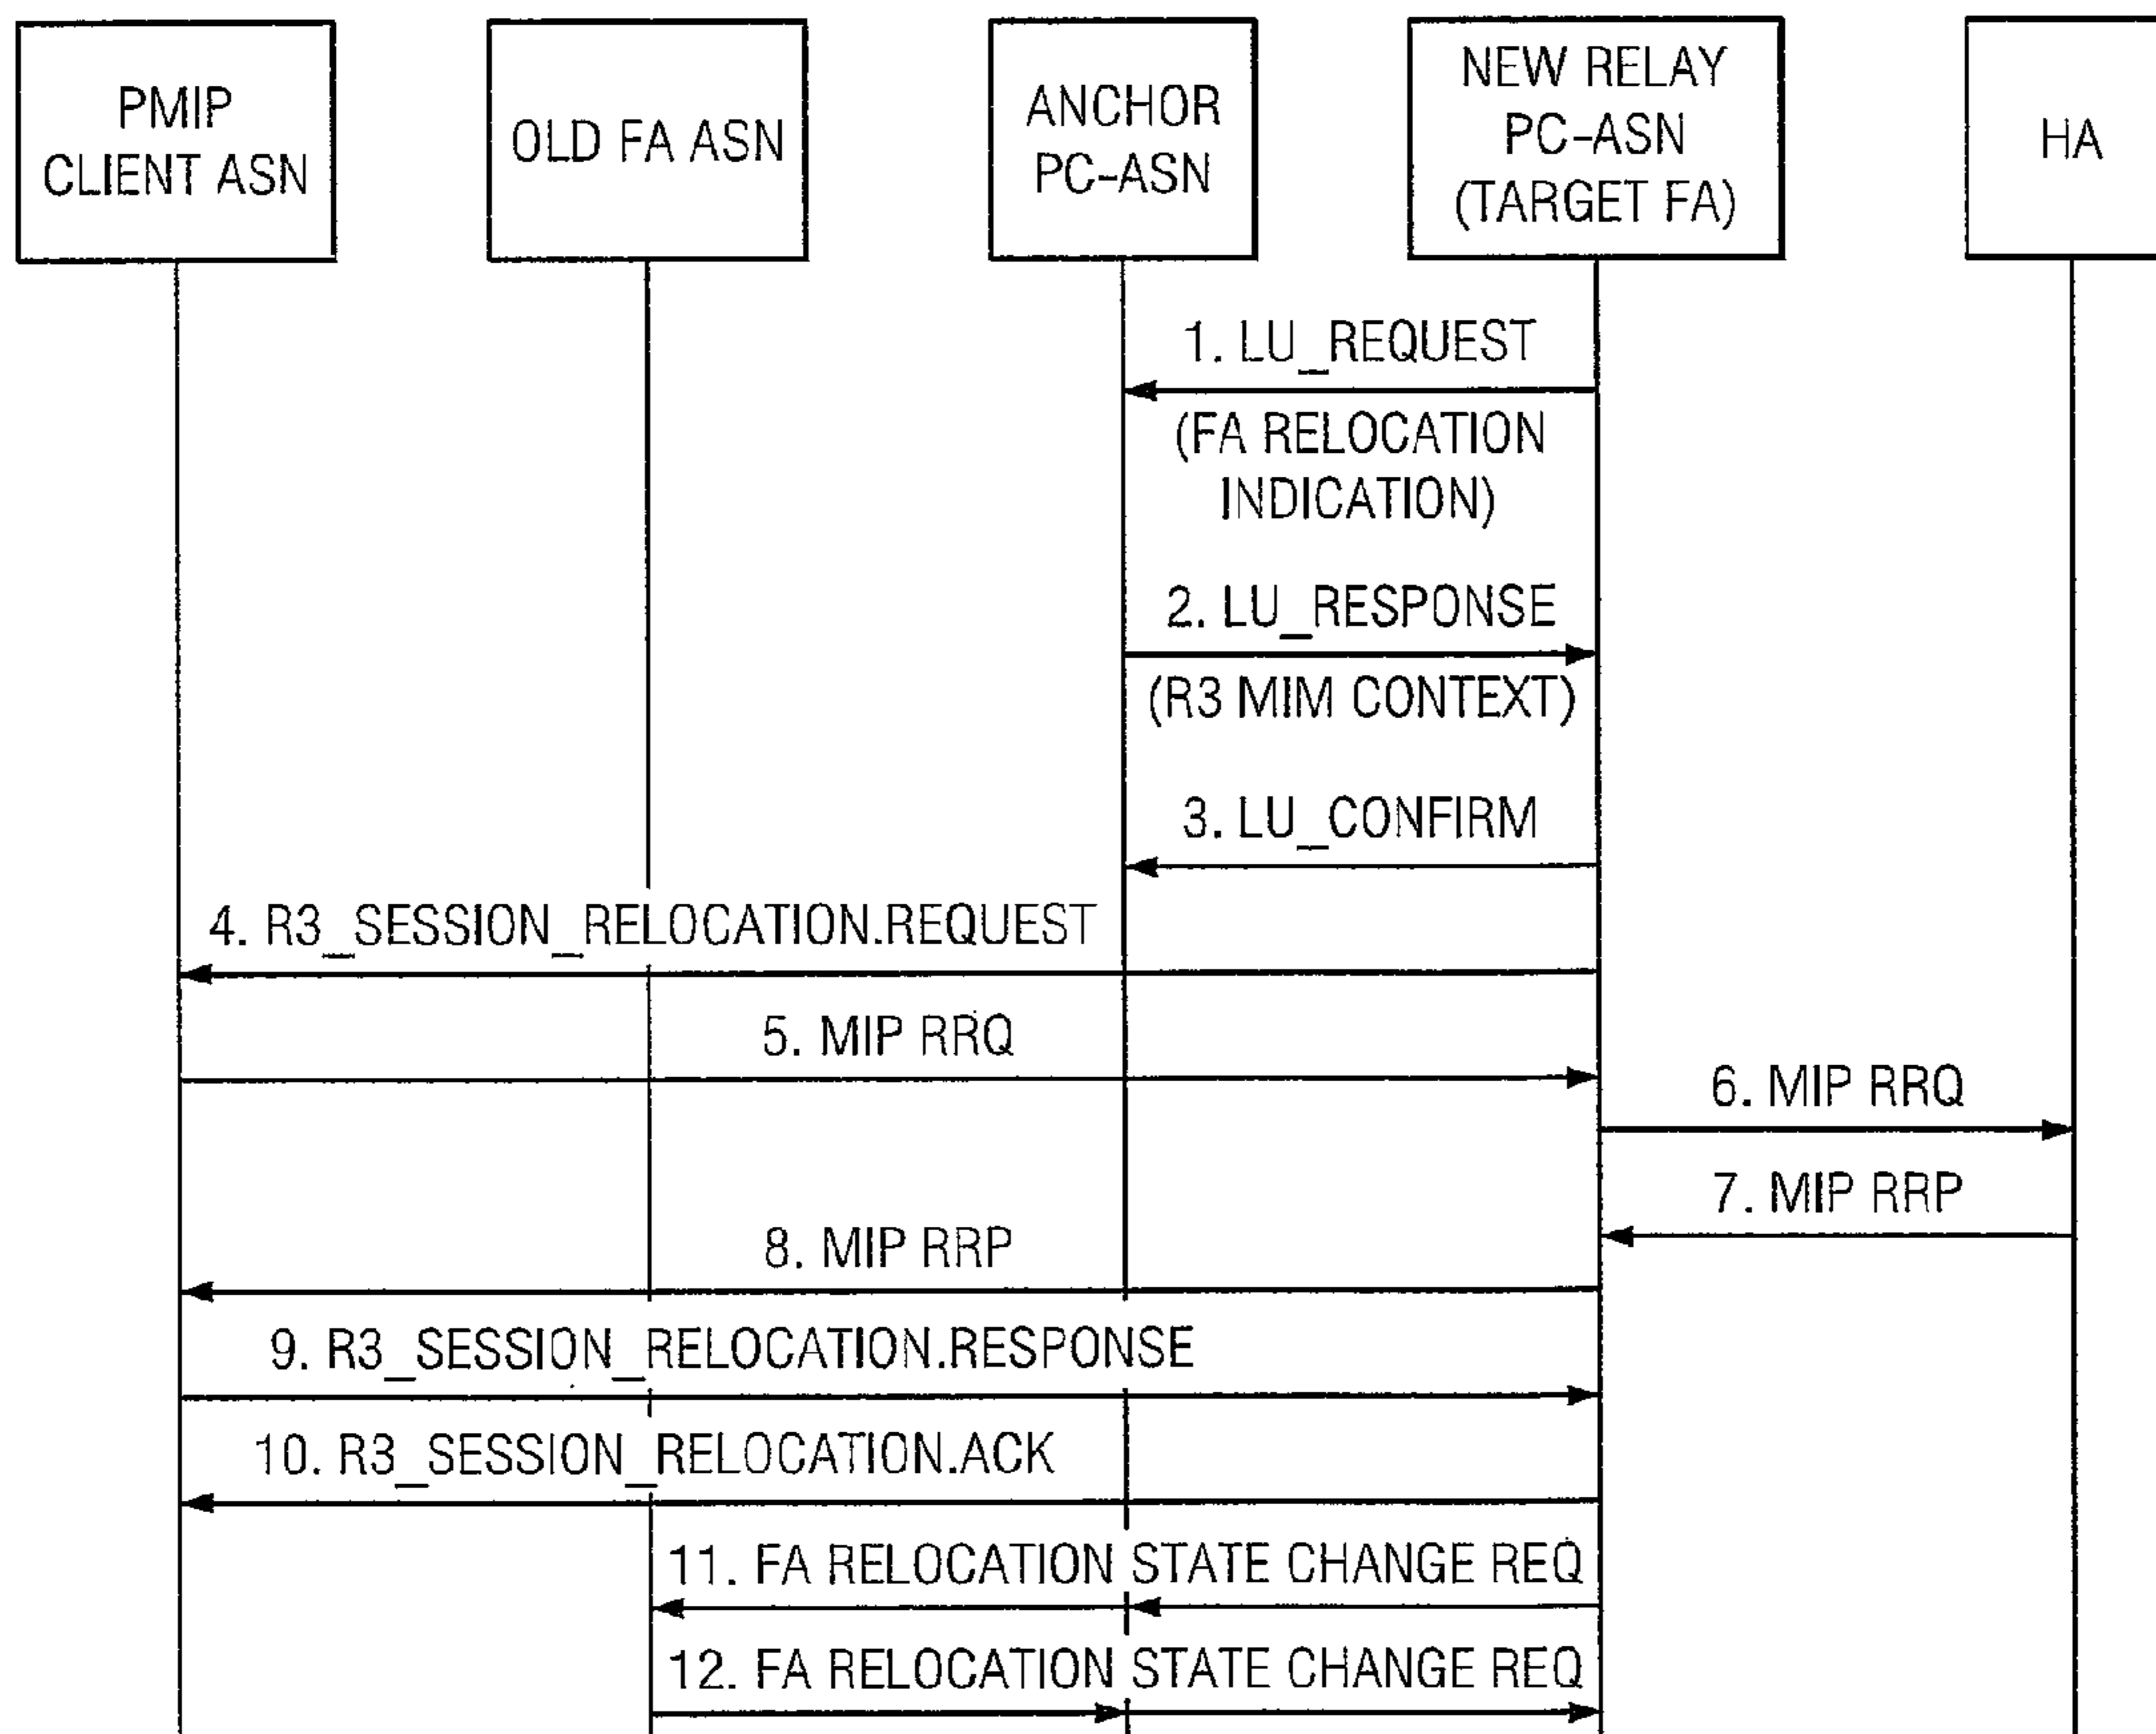 PMIP
CLIENT ASN
OLD FA ASN
ANCHOR
PC-ASN
NEW RELAY
PC-ASN
(TARGET FA)
HA
1. LU_REQUEST
(FA RELOCATION
INDICATION)
2. LU_RESPONSE
(R3 MIM CONTEXT)
3. LU_CONFIRM
4. R3_SESSION_RELOCATION.REQUEST
5. MIP RRQ
6. MIP RRQ
7. MIP RRP
8. MIP RRP
9. R3_SESSION_RELOCATION.RESPONSE
10. R3_SESSION_RELOCATION.ACK
11. FA RELOCATION STATE CHANGE REQ
12. FA RELOCATION STATE CHANGE REQ